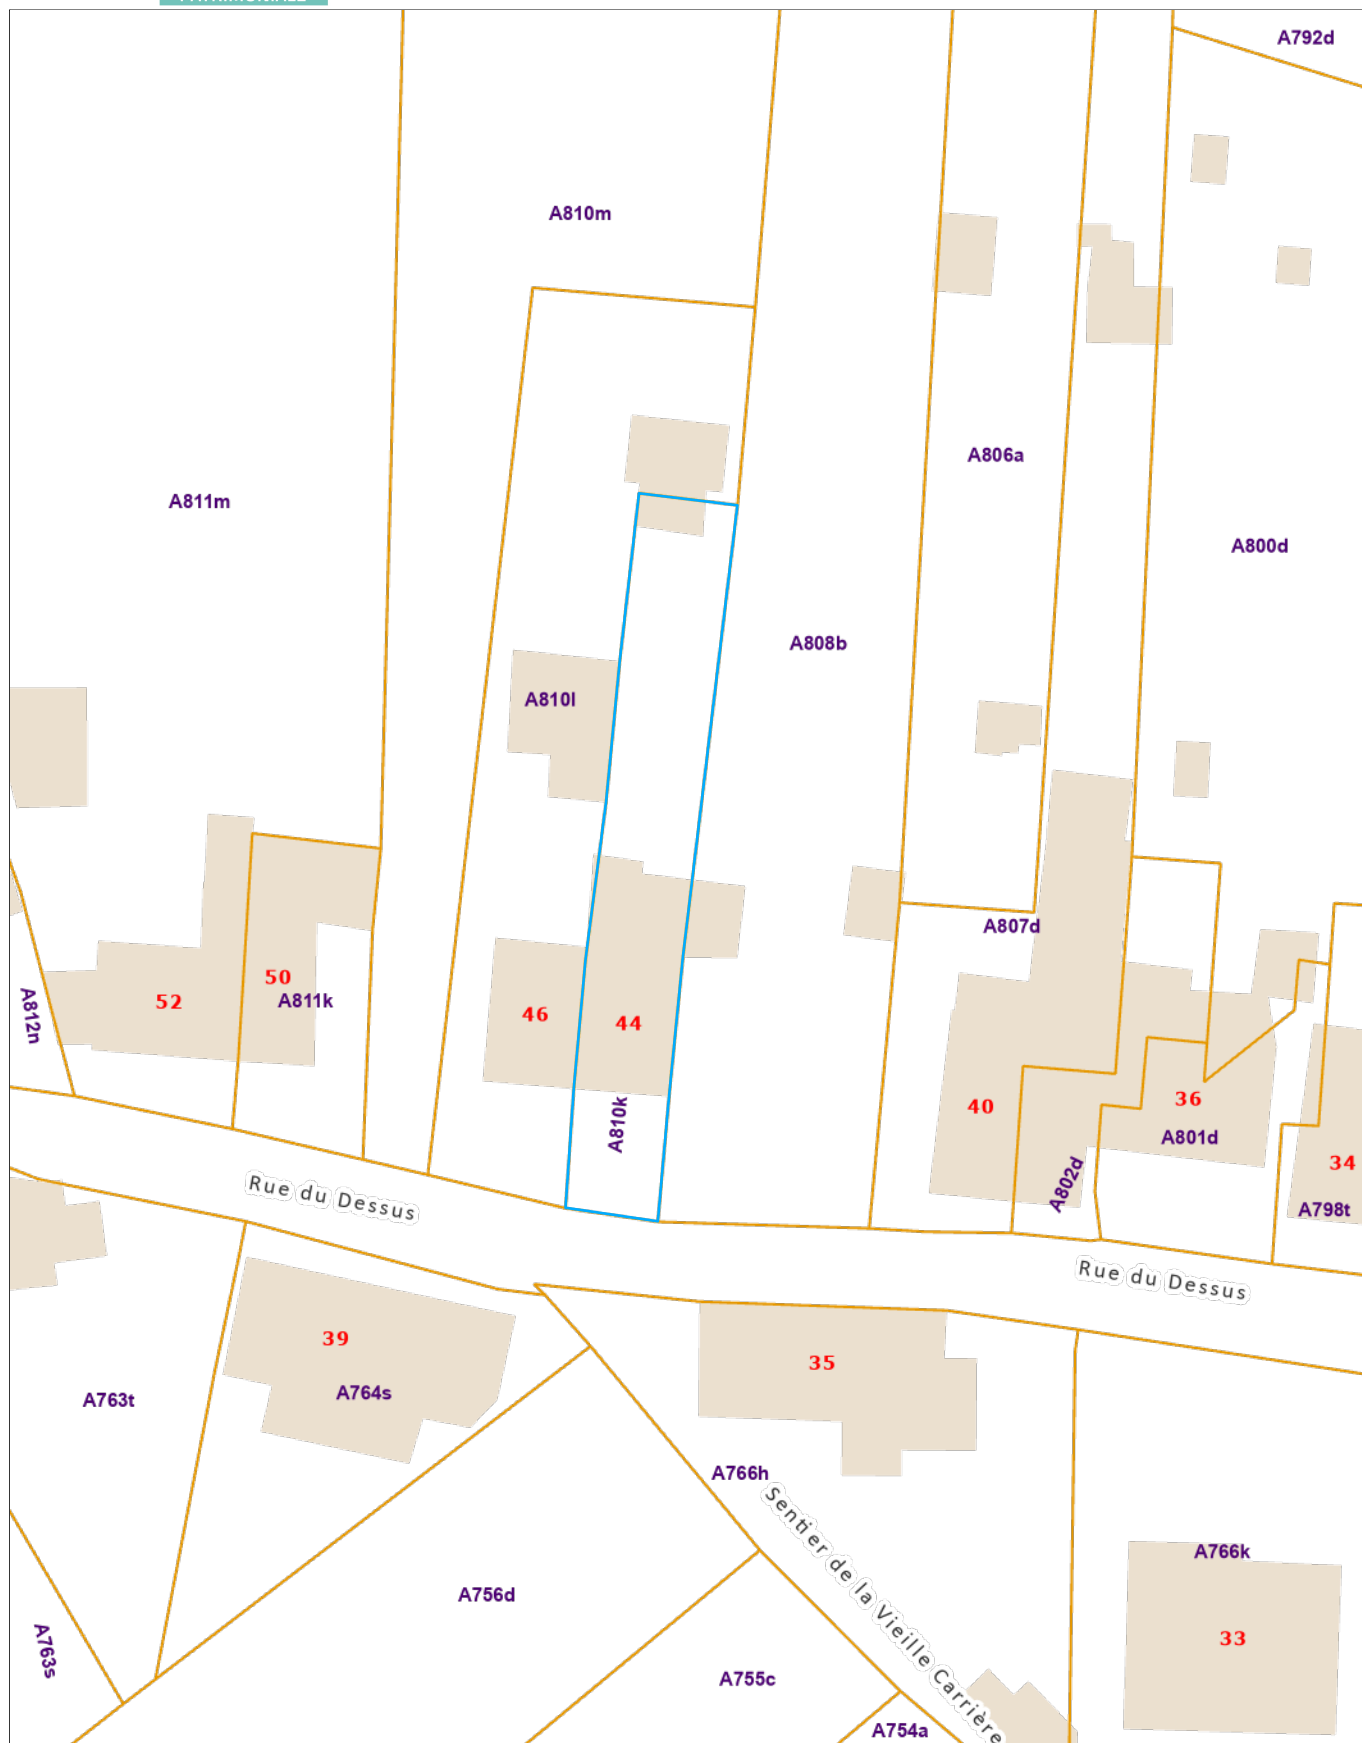 A792d
A810m
A806a
A811m
A800d
A808b
A810l
50
52
A811k
A812n
46
44
A807d
40
36
A810k
A801d
34
A802d
A798t
Rue du Dessus
Rue du Dessus
39
35
A764s
A763t
A766h
Sentier de la Vieille Carrière
A766k
A756d
33
A763s
A755c
A754a